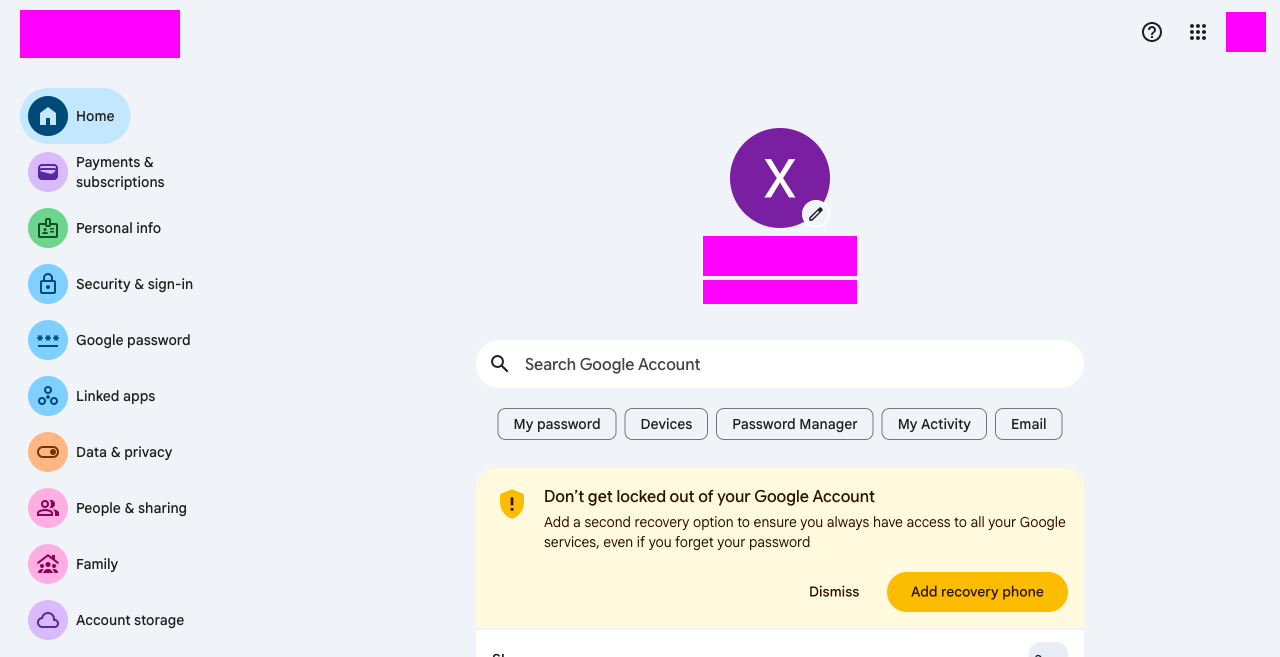 Home
Payments &
subscriptions
Personal info
Security & sign-in
Google password
Linked apps
Data & privacy
People & sharing
Family
Account storage
X
Search Google Account
My password
Devices
Password Manager
My Activity
Email
Don’t get locked out of your Google Account
Add a second recovery option to ensure you always have access to all your Google
services, even if you forget your password
Dismiss
Add recovery phone